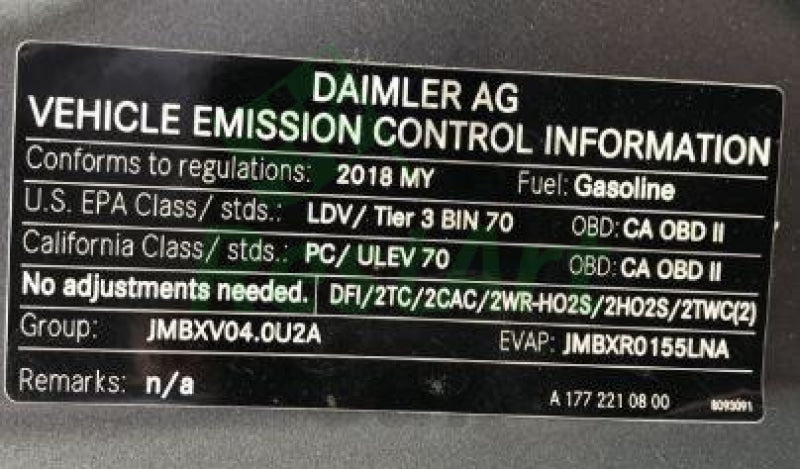 DAIMLER AG
VEHICLE EMISSION CONTROL INFORMATION
Conforms to regulations: 2018 MY Fuel: Gasoline
U.S. EPA Class/ stds.: LDV/ Tier 3 BIN 70 OBD: CA OBD II
California Class/ stds.: PC/ ULEV 70 OBD: CA OBD II
No adjustments needed. DFI/2TC/2CAC/2WR-HO2S/2HO2S/2TWC(2)
Group: JMBXV04.0U2A EVAP: JMBXR0155LNA
Remarks: n/a A 177 221 08 00